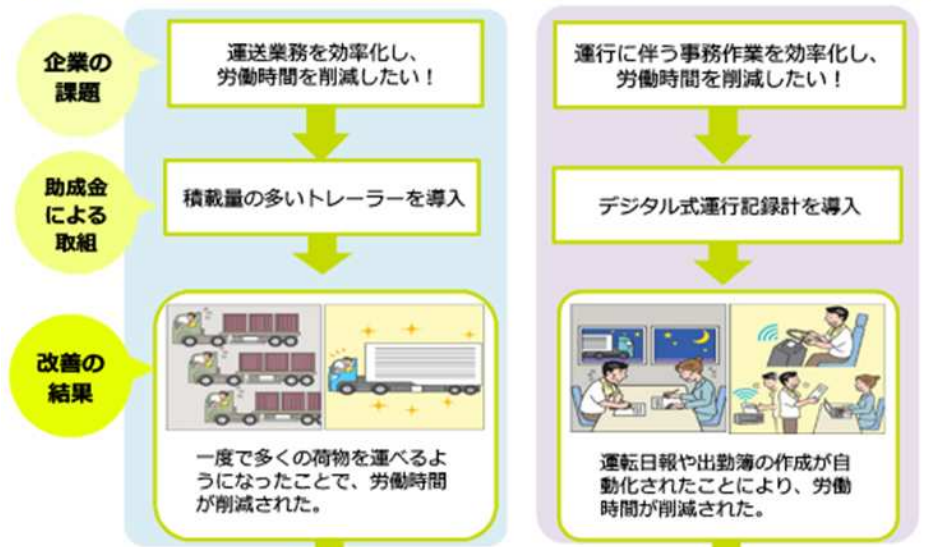 企業の
課題
運送業務を効率化し、
労働時間を削減したい！
運行に伴う事務作業を効率化し、
労働時間を削減したい！
助成金
による
取組
積載量の多いトレーラーを導入
デジタル式運行記録計を導入
改善の
結果
一度で多くの荷物を運べるよ
うになったことで、労働時間
が削減された。
運転日報や出勤簿の作成が自
動化されたことにより、労働
時間が削減された。